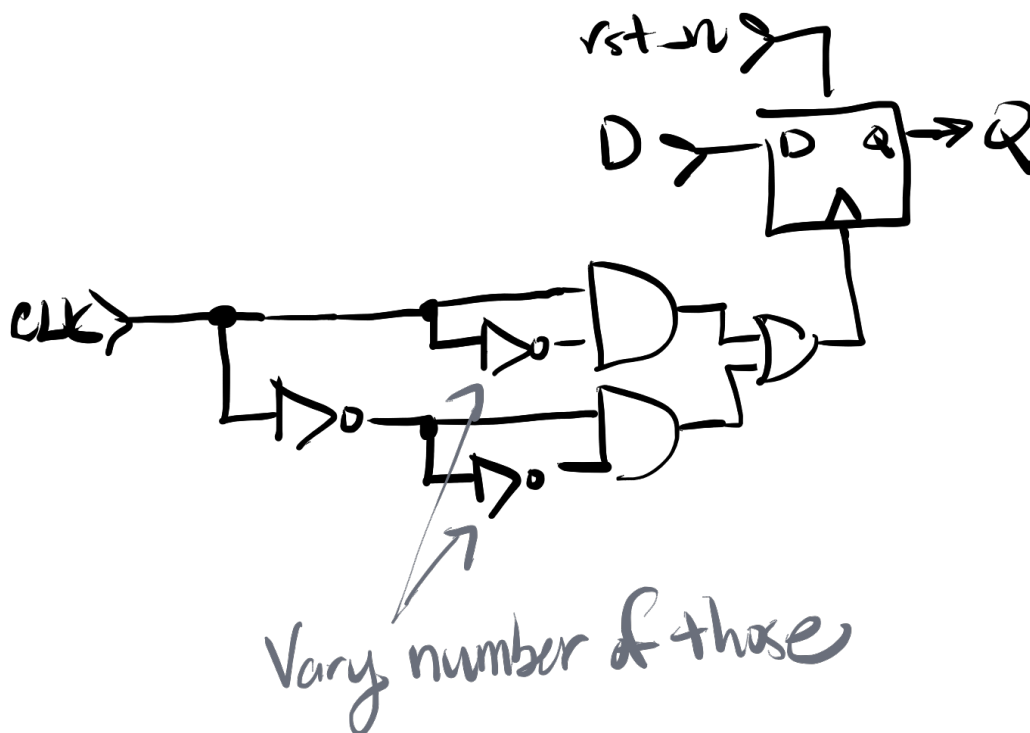 rst_n
D
D Q
Q
CLK
Vary number of those